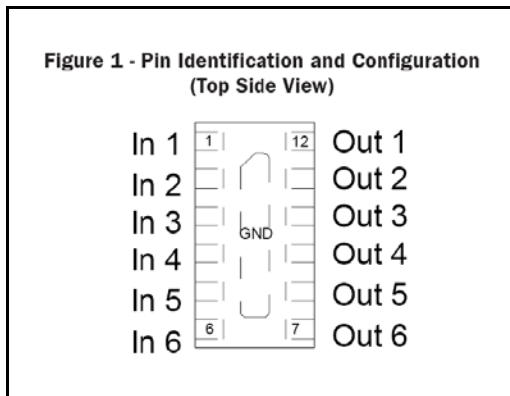 Figure 1 - Pin Identification and Configuration
(Top Side View)
In 1 1 12 Out 1
In 2 Out 2
In 3 Out 3
GND
In 4 Out 4
In 5 Out 5
In 6 6 7 Out 6